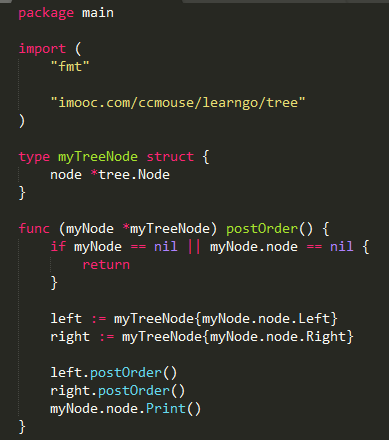 package main

import (
    "fmt"

    "imooc.com/ccmouse/learngo/tree"
)

type myTreeNode struct {
    node *tree.Node
}

func (myNode *myTreeNode) postOrder() {
    if myNode == nil || myNode.node == nil {
        return
    }

    left := myTreeNode{myNode.node.Left}
    right := myTreeNode{myNode.node.Right}

    left.postOrder()
    right.postOrder()
    myNode.node.Print()
}